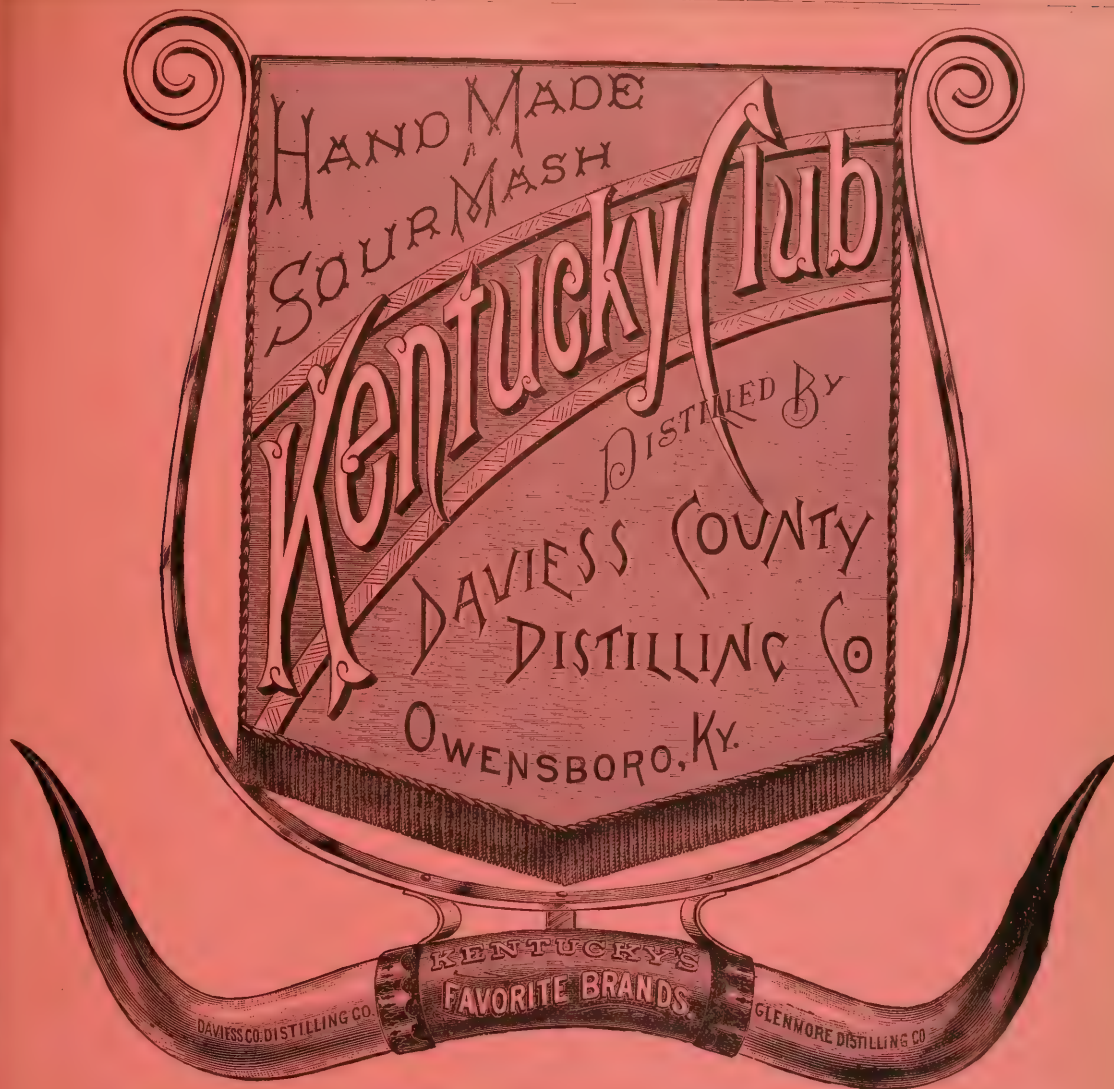 HAND MADE
SOUR MASH
Kentucky Club
DISTILLED BY
DAVIESS COUNTY
DISTILLING CO
OWENSBORO, KY.
KENTUCKY'S
FAVORITE BRANDS.
DAVIESS CO. DISTILLING CO.
GLENMORE DISTILLING CO